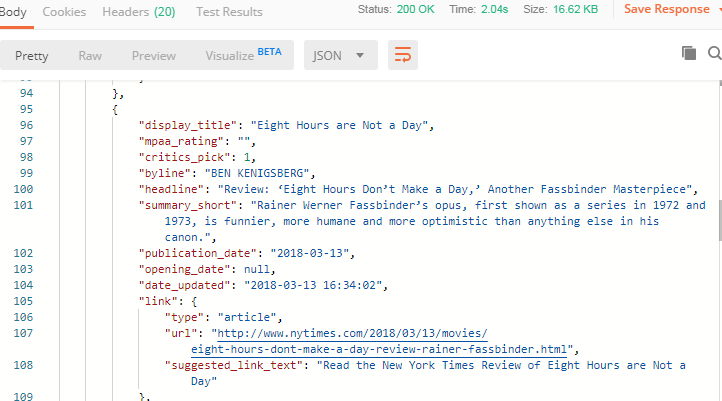 Body Cookies Headers (20) Test Results Status: 200 OK Time: 2.04s Size: 16.62 KB Save Response
Pretty Raw Preview Visualize BETA JSON
94 },
95 {
96 "display_title": "Eight Hours are Not a Day",
97 "mpaa_rating": "",
98 "critics_pick": 1,
99 "byline": "BEN KENIGSBERG",
100 "headline": "Review: ‘Eight Hours Don’t Make a Day,’ Another Fassbinder Masterpiece",
101 "summary_short": "Rainer Werner Fassbinder’s opus, first shown as a series in 1972 and
1973, is funnier, more humane and more optimistic than anything else in his
canon.",
102 "publication_date": "2018-03-13",
103 "opening_date": null,
104 "date_updated": "2018-03-13 16:34:02",
105 "link": {
106 "type": "article",
107 "url": "http://www.nytimes.com/2018/03/13/movies/
eight-hours-dont-make-a-day-review-rainer-fassbinder.html",
108 "suggested_link_text": "Read the New York Times Review of Eight Hours are Not a
Day"
109 },